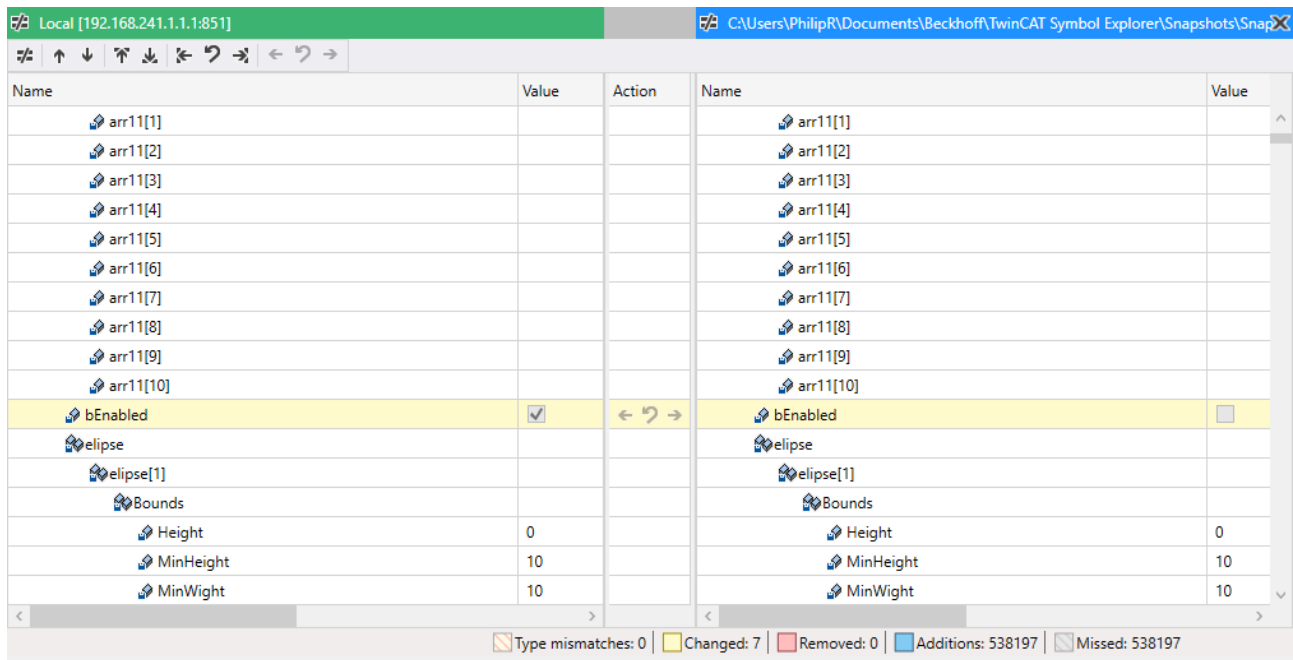 Local [192.168.241.1.1.1:851] C:\Users\PhilipR\Documents\Beckhoff\TwinCAT Symbol Explorer\Snapshots\Snap
Name Value Action Name Value
arr11[1] arr11[1]
arr11[2] arr11[2]
arr11[3] arr11[3]
arr11[4] arr11[4]
arr11[5] arr11[5]
arr11[6] arr11[6]
arr11[7] arr11[7]
arr11[8] arr11[8]
arr11[9] arr11[9]
arr11[10] arr11[10]
bEnabled bEnabled
elipse elipse
elipse[1] elipse[1]
Bounds Bounds
Height 0 Height 0
MinHeight 10 MinHeight 10
MinWight 10 MinWight 10
Type mismatches: 0 Changed: 7 Removed: 0 Additions: 538197 Missed: 538197